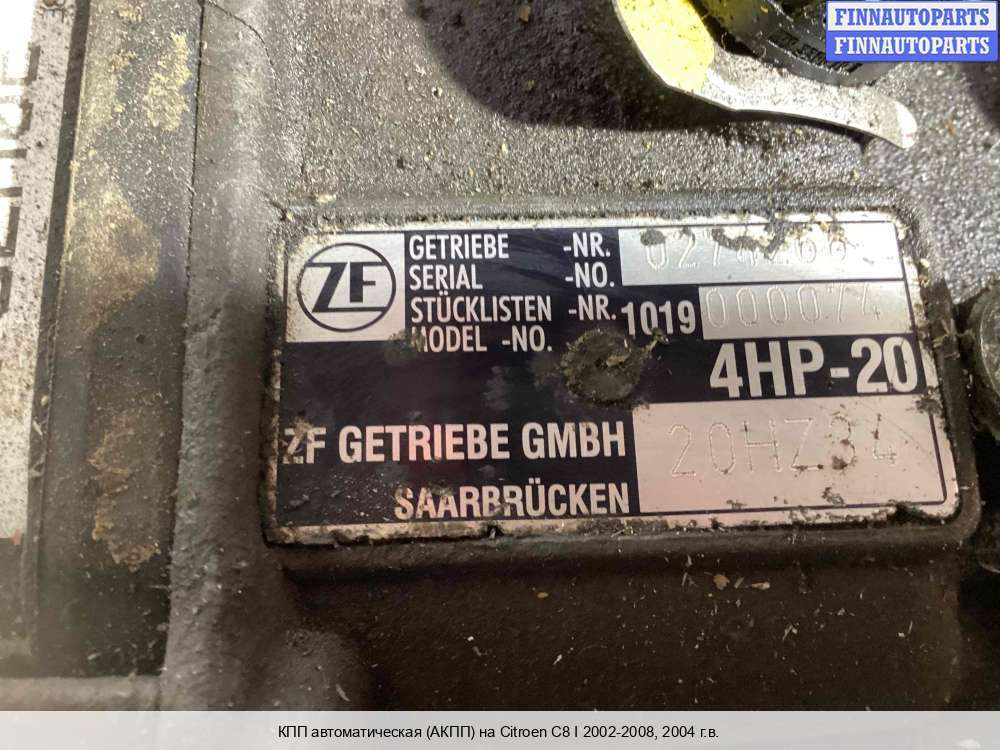 FINNAUTOPARTS
FINNAUTOPARTS
ZF
GETRIEBE -NR.
SERIAL -NO.
STÜCKLISTEN -NR. 1019 000074
MODEL -NO.
4HP-20
ZF GETRIEBE GMBH 20HZ34
SAARBRÜCKEN
КПП автоматическая (АКПП) на Citroen C8 I 2002-2008, 2004 г.в.